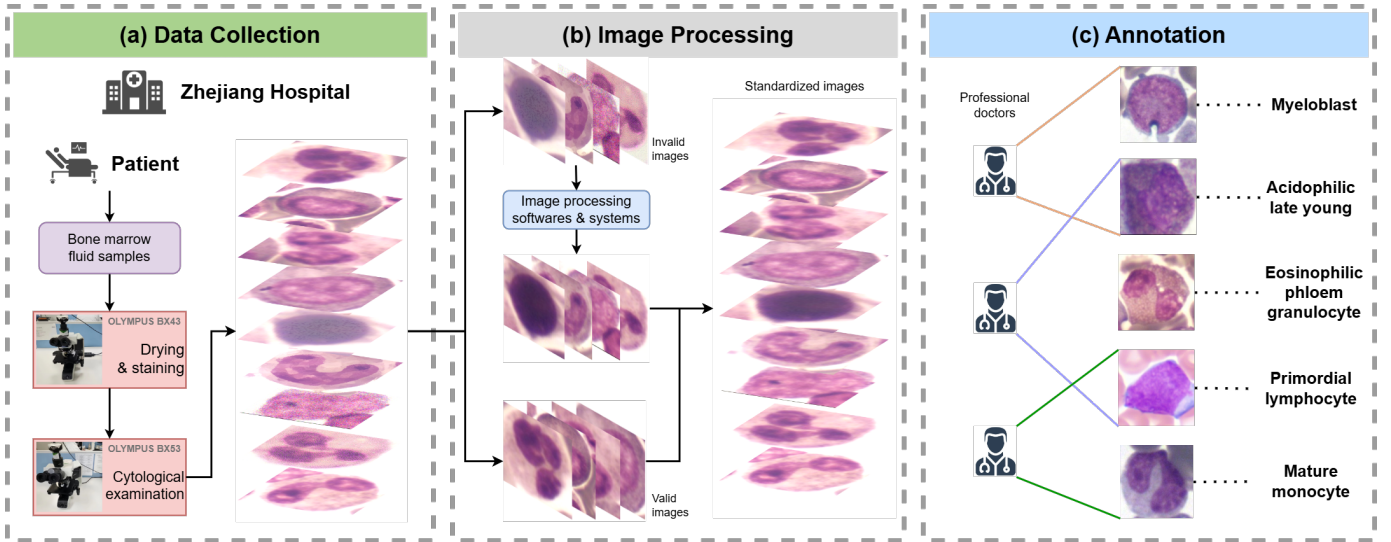 (a) Data Collection
Zhejiang Hospital
Patient
Bone marrow
fluid samples
OLYMPUS BX43
Drying
& staining
OLYMPUS BX53
Cytological
examination
(b) Image Processing
Invalid
images
Image processing
softwares & systems
Valid
images
Standardized images
(c) Annotation
Professional
doctors
Myeloblast
Acidophilic
late young
Eosinophilic
phloem
granulocyte
Primordial
lymphocyte
Mature
monocyte